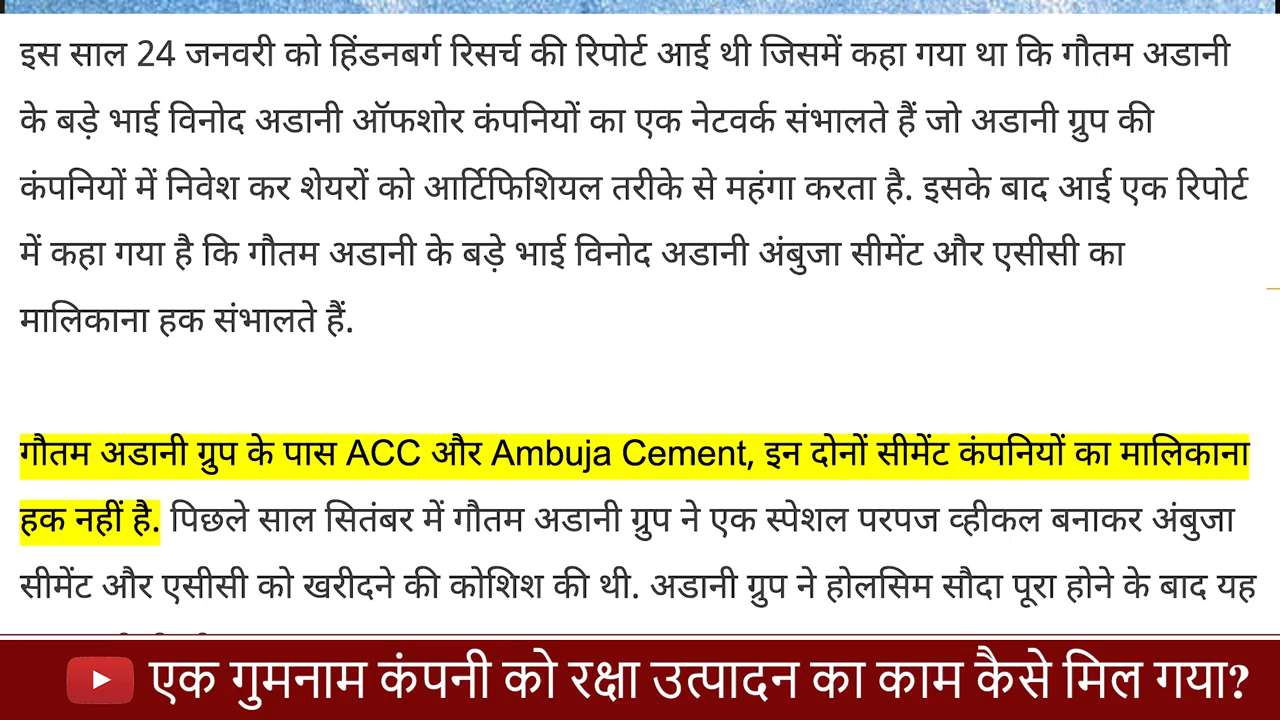 इस साल 24 जनवरी को हिंडनबर्ग रिसर्च की रिपोर्ट आई थी जिसमें कहा गया था कि गौतम अडानी
के बड़े भाई विनोद अडानी ऑफशोर कंपनियों का एक नेटवर्क संभालते हैं जो अडानी ग्रुप की
कंपनियों में निवेश कर शेयरों को आर्टिफिशियल तरीके से महंगा करता है. इसके बाद आई एक रिपोर्ट
में कहा गया है कि गौतम अडानी के बड़े भाई विनोद अडानी अंबुजा सीमेंट और एसीसी का
मालिकाना हक संभालते हैं.
गौतम अडानी ग्रुप के पास ACC और Ambuja Cement, इन दोनों सीमेंट कंपनियों का मालिकाना
हक नहीं है. पिछले साल सितंबर में गौतम अडानी ग्रुप ने एक स्पेशल परपज व्हीकल बनाकर अंबुजा
सीमेंट और एसीसी को खरीदने की कोशिश की थी. अडानी ग्रुप ने होलसिम सौदा पूरा होने के बाद यह
एक गुमनाम कंपनी को रक्षा उत्पादन का काम कैसे मिल गया?